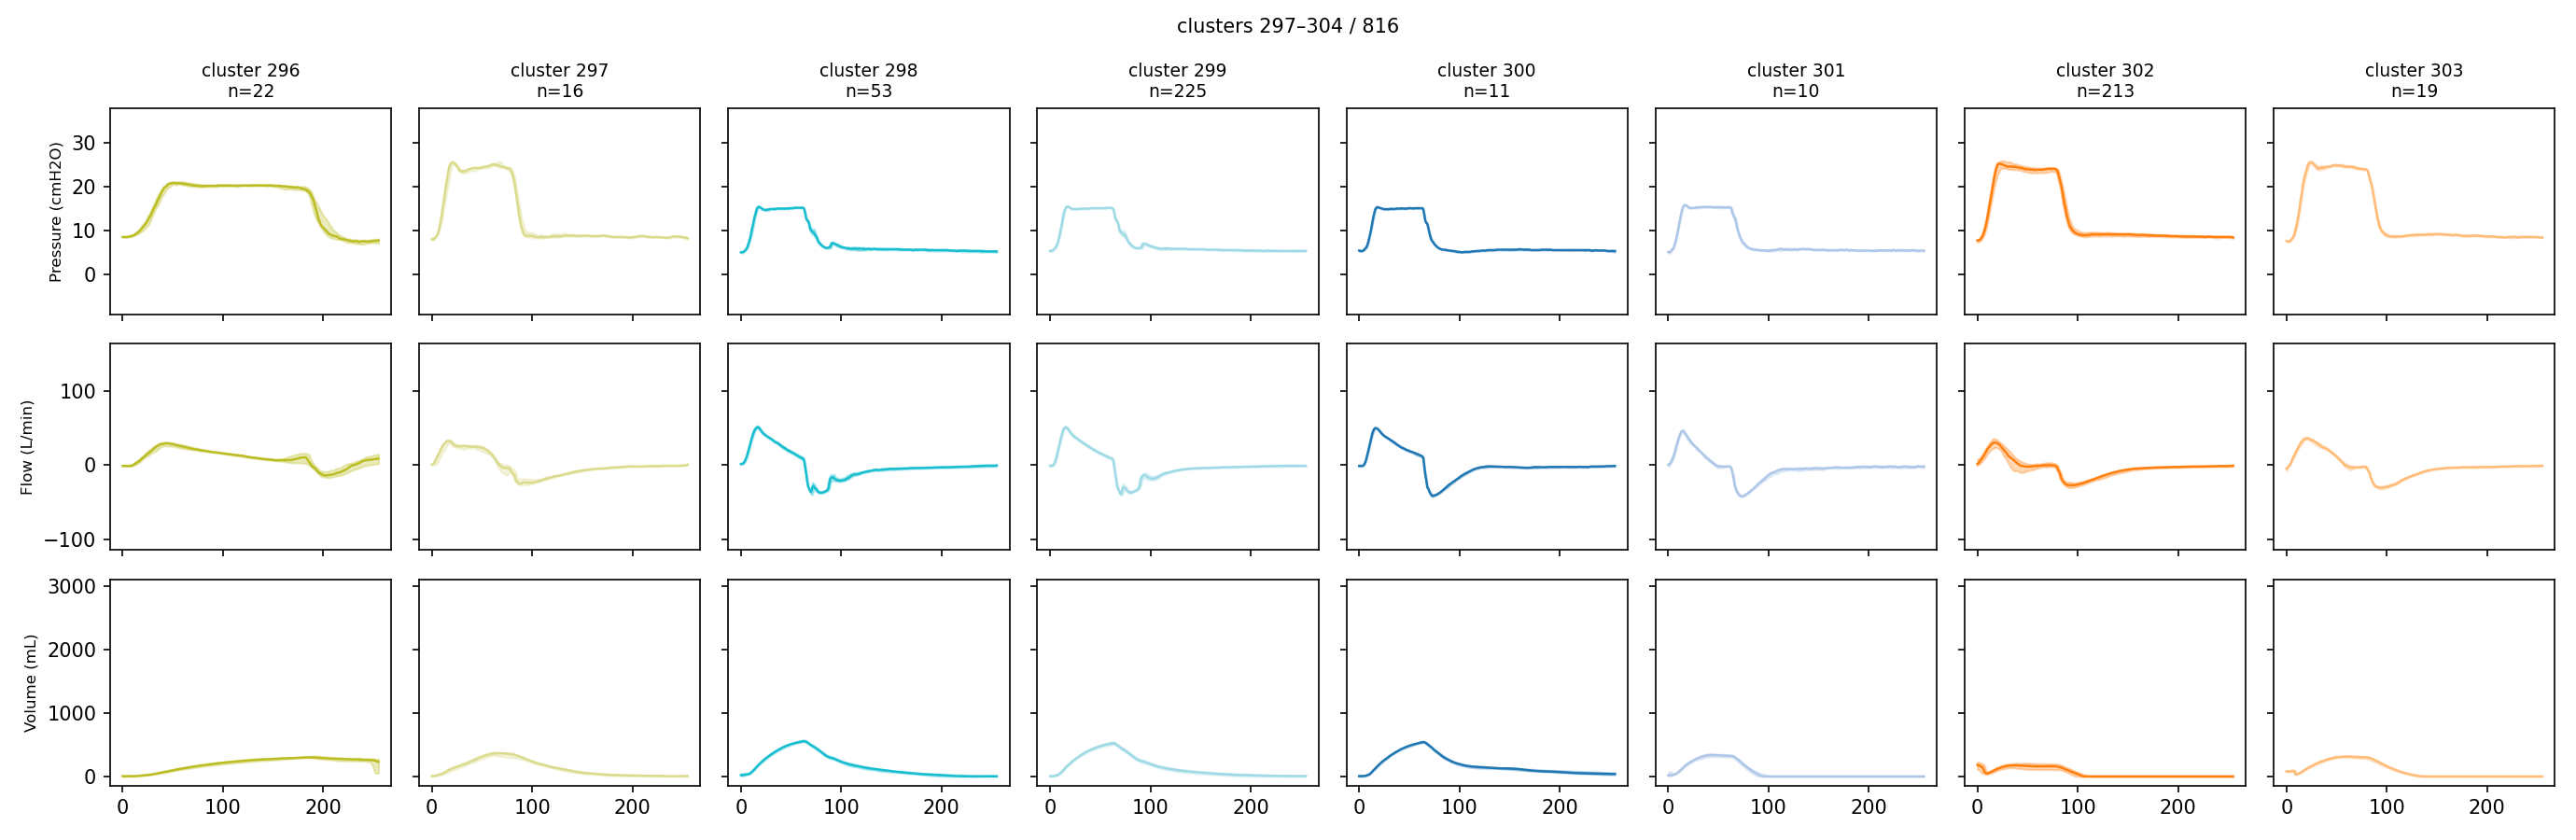 clusters 297–304 / 816
cluster 296
n=22
cluster 297
n=16
cluster 298
n=53
cluster 299
n=225
cluster 300
n=11
cluster 301
n=10
cluster 302
n=213
cluster 303
n=19
Pressure (cmH2O)
30
20
10
0
Flow (L/min)
100
0
−100
Volume (mL)
3000
2000
1000
0
0 100 200
0 100 200
0 100 200
0 100 200
0 100 200
0 100 200
0 100 200
0 100 200